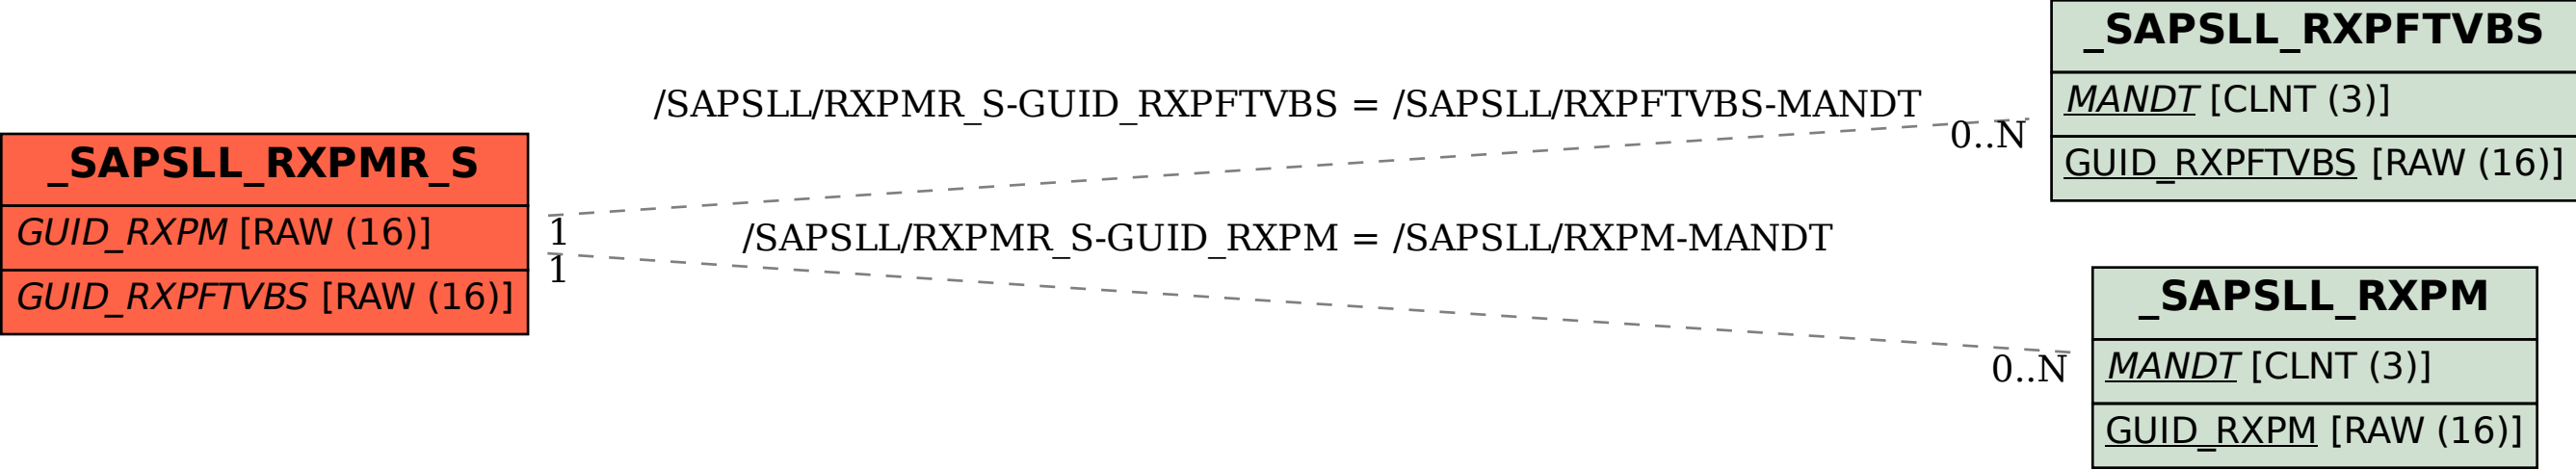 _SAPSLL_RXPMR_S
GUID_RXPM [RAW (16)]
GUID_RXPFTVBS [RAW (16)]
/SAPSLL/RXPMR_S-GUID_RXPFTVBS = /SAPSLL/RXPFTVBS-MANDT
1
0..N
/SAPSLL/RXPMR_S-GUID_RXPM = /SAPSLL/RXPM-MANDT
1
0..N
_SAPSLL_RXPFTVBS
MANDT [CLNT (3)]
GUID_RXPFTVBS [RAW (16)]
_SAPSLL_RXPM
MANDT [CLNT (3)]
GUID_RXPM [RAW (16)]